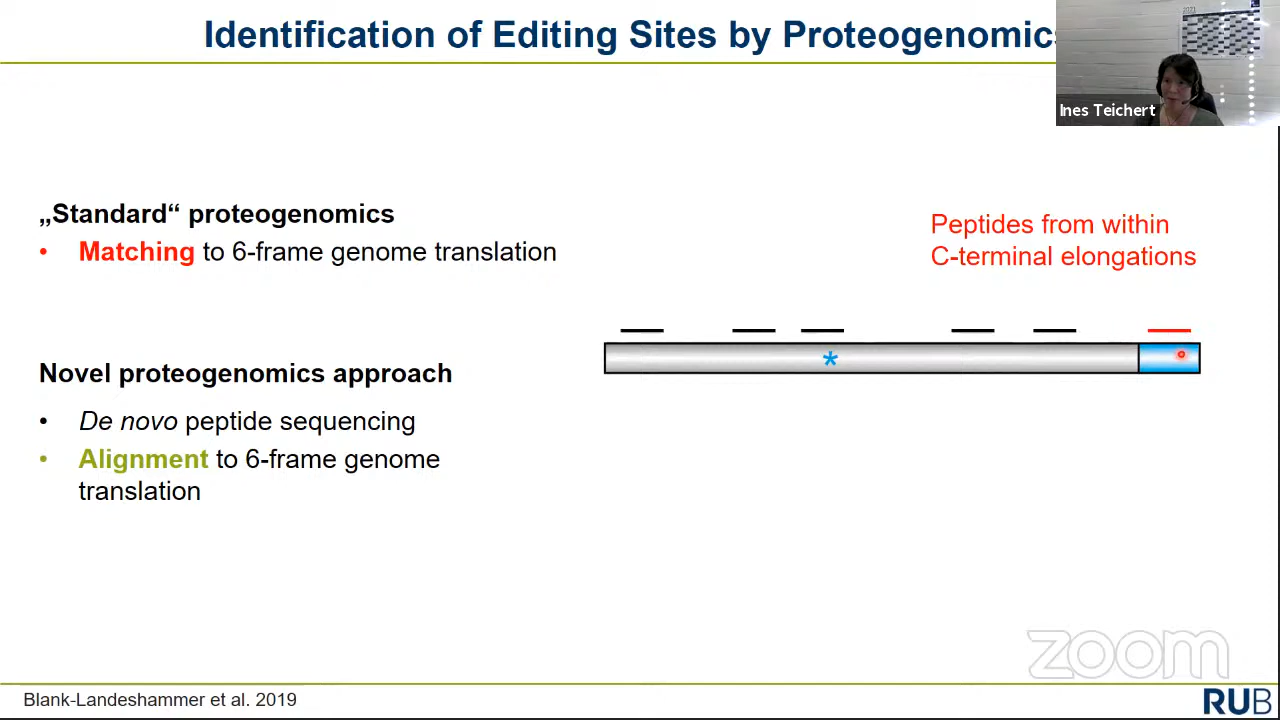 Identification of Editing Sites by Proteogenomics
Ines Teichert
„Standard“ proteogenomics
• Matching to 6-frame genome translation
Peptides from within
C-terminal elongations
*
Novel proteogenomics approach
• De novo peptide sequencing
• Alignment to 6-frame genome
translation
zoom
Blank-Landeshammer et al. 2019
RUB